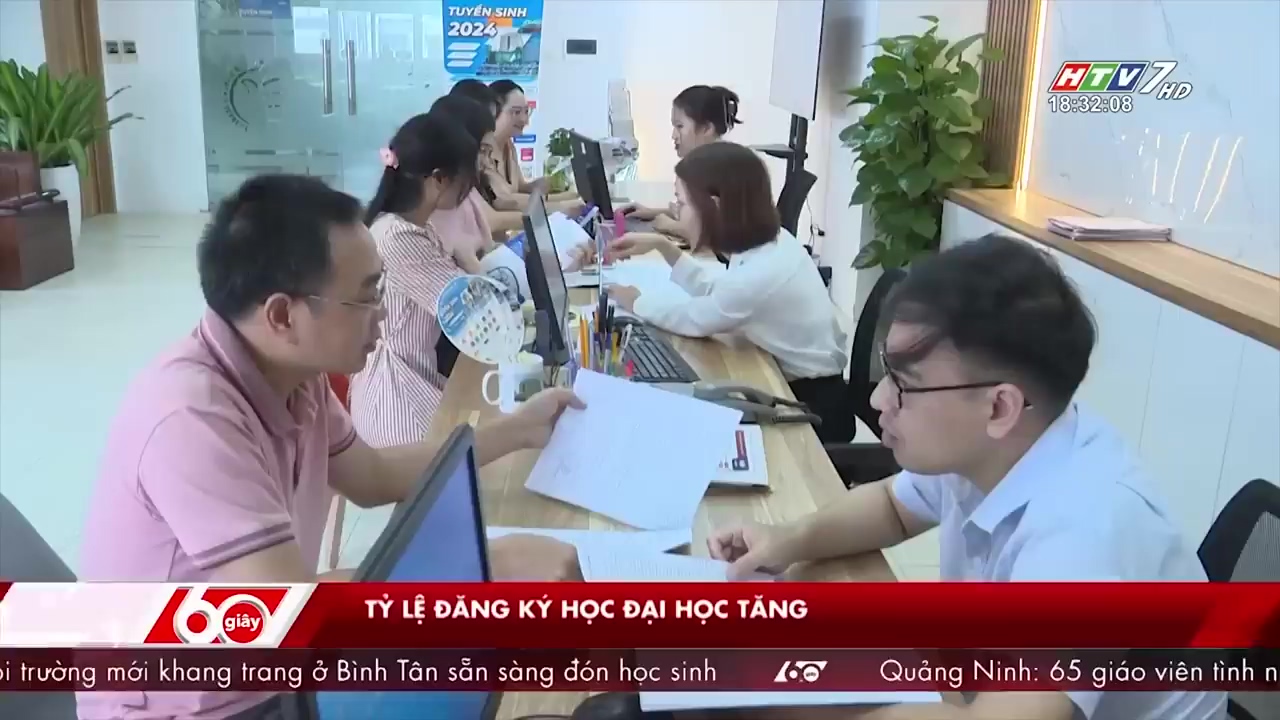 TUYỂN SINH
2024
HTV7 HD
18:32:08
60 giây
TỶ LỆ ĐĂNG KÝ HỌC ĐẠI HỌC TĂNG
trường mới khang trang ở Bình Tân sẵn sàng đón học sinh
60
Quảng Ninh: 65 giáo viên tình